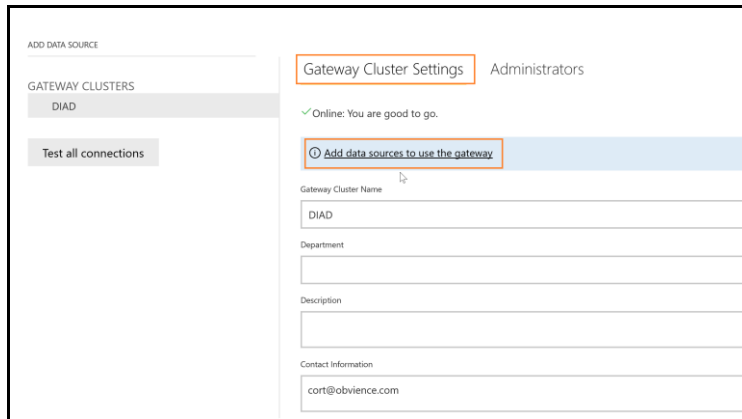 ADD DATA SOURCE
GATEWAY CLUSTERS
DIAD
Test all connections
Gateway Cluster Settings Administrators
Online: You are good to go.
Add data sources to use the gateway
Gateway Cluster Name
DIAD
Department
Description
Contact Information
cort@obvience.com